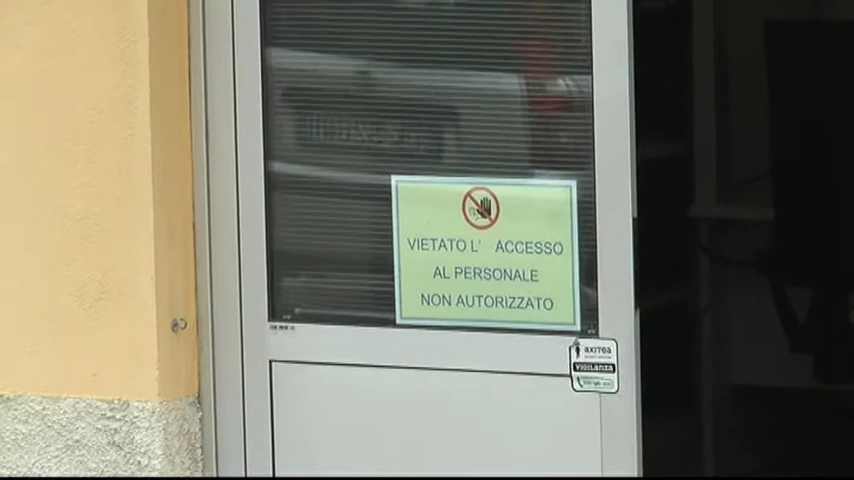 VIETATO L' ACCESSO
AL PERSONALE
NON AUTORIZZATO
axitea
VIGILANZA